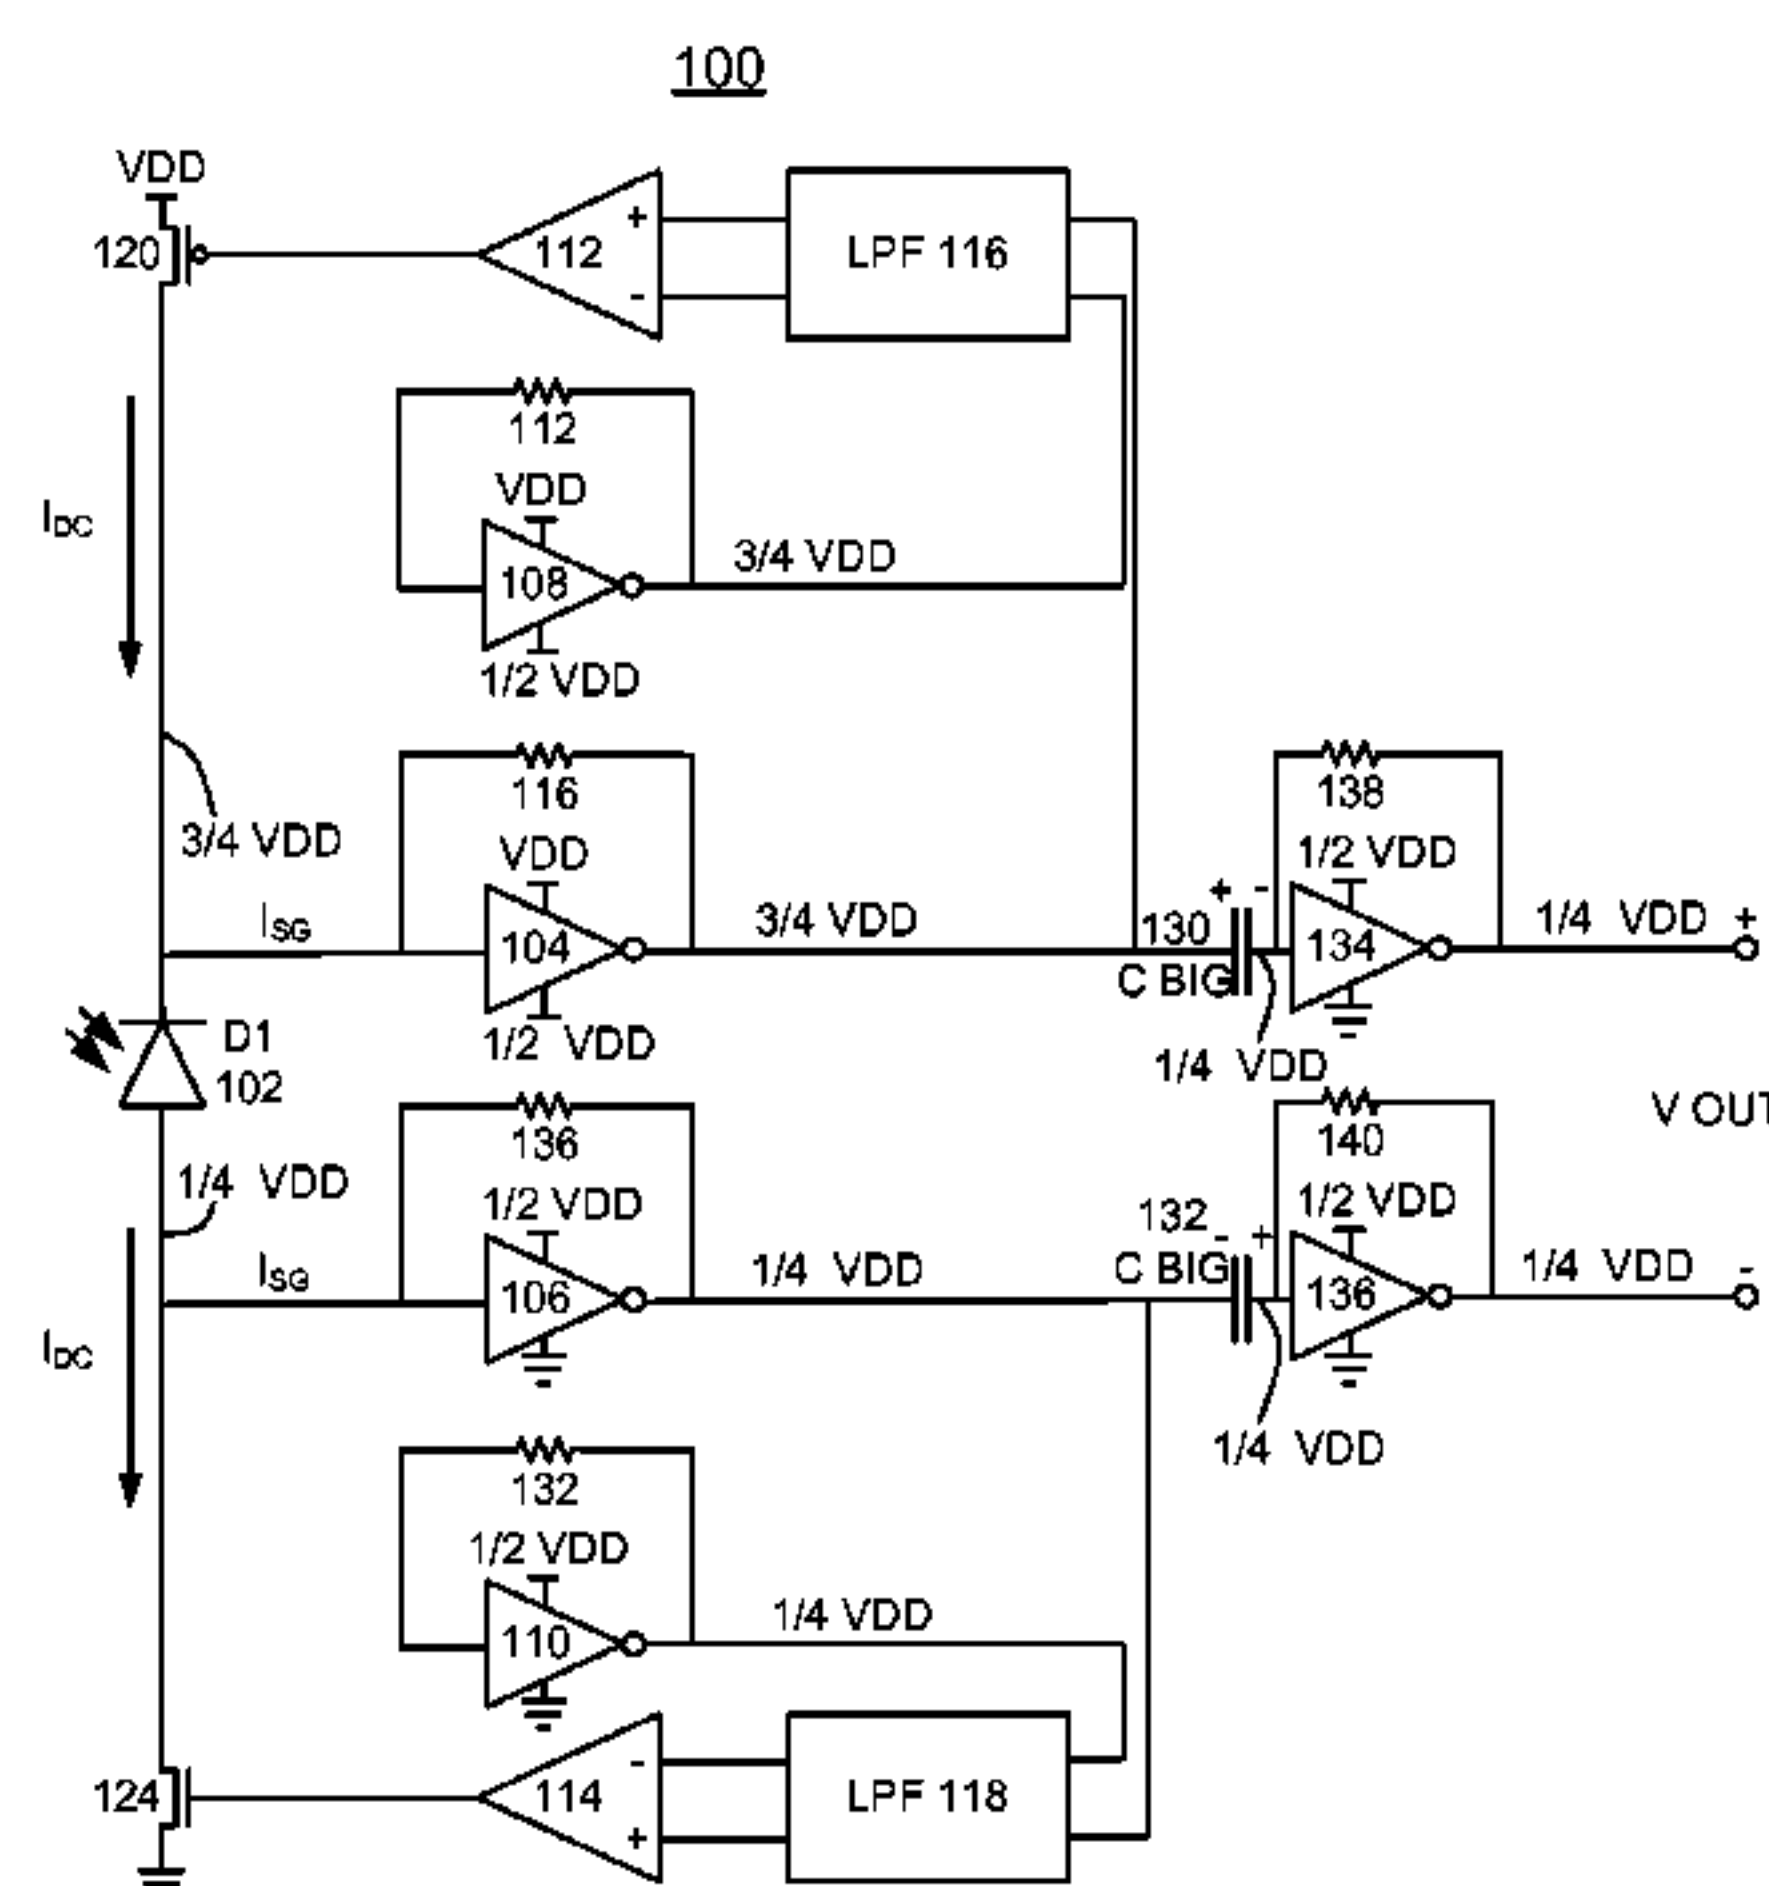 100
VDD
120
112
+
-
LPF 116
112
VDD
108
3/4 VDD
1/2 VDD
IDC
3/4 VDD
116
VDD
ISG
104
3/4 VDD
1/2 VDD
130
C BIG
+ -
138
1/2 VDD
134
1/4 VDD +
1/4 VDD
D1
102
136
1/4 VDD
1/2 VDD
ISG
106
1/4 VDD
132
C BIG
- +
140
1/2 VDD
136
1/4 VDD -
1/4 VDD
V OUT
IDC
132
1/2 VDD
110
1/4 VDD
124
114
-
+
LPF 118